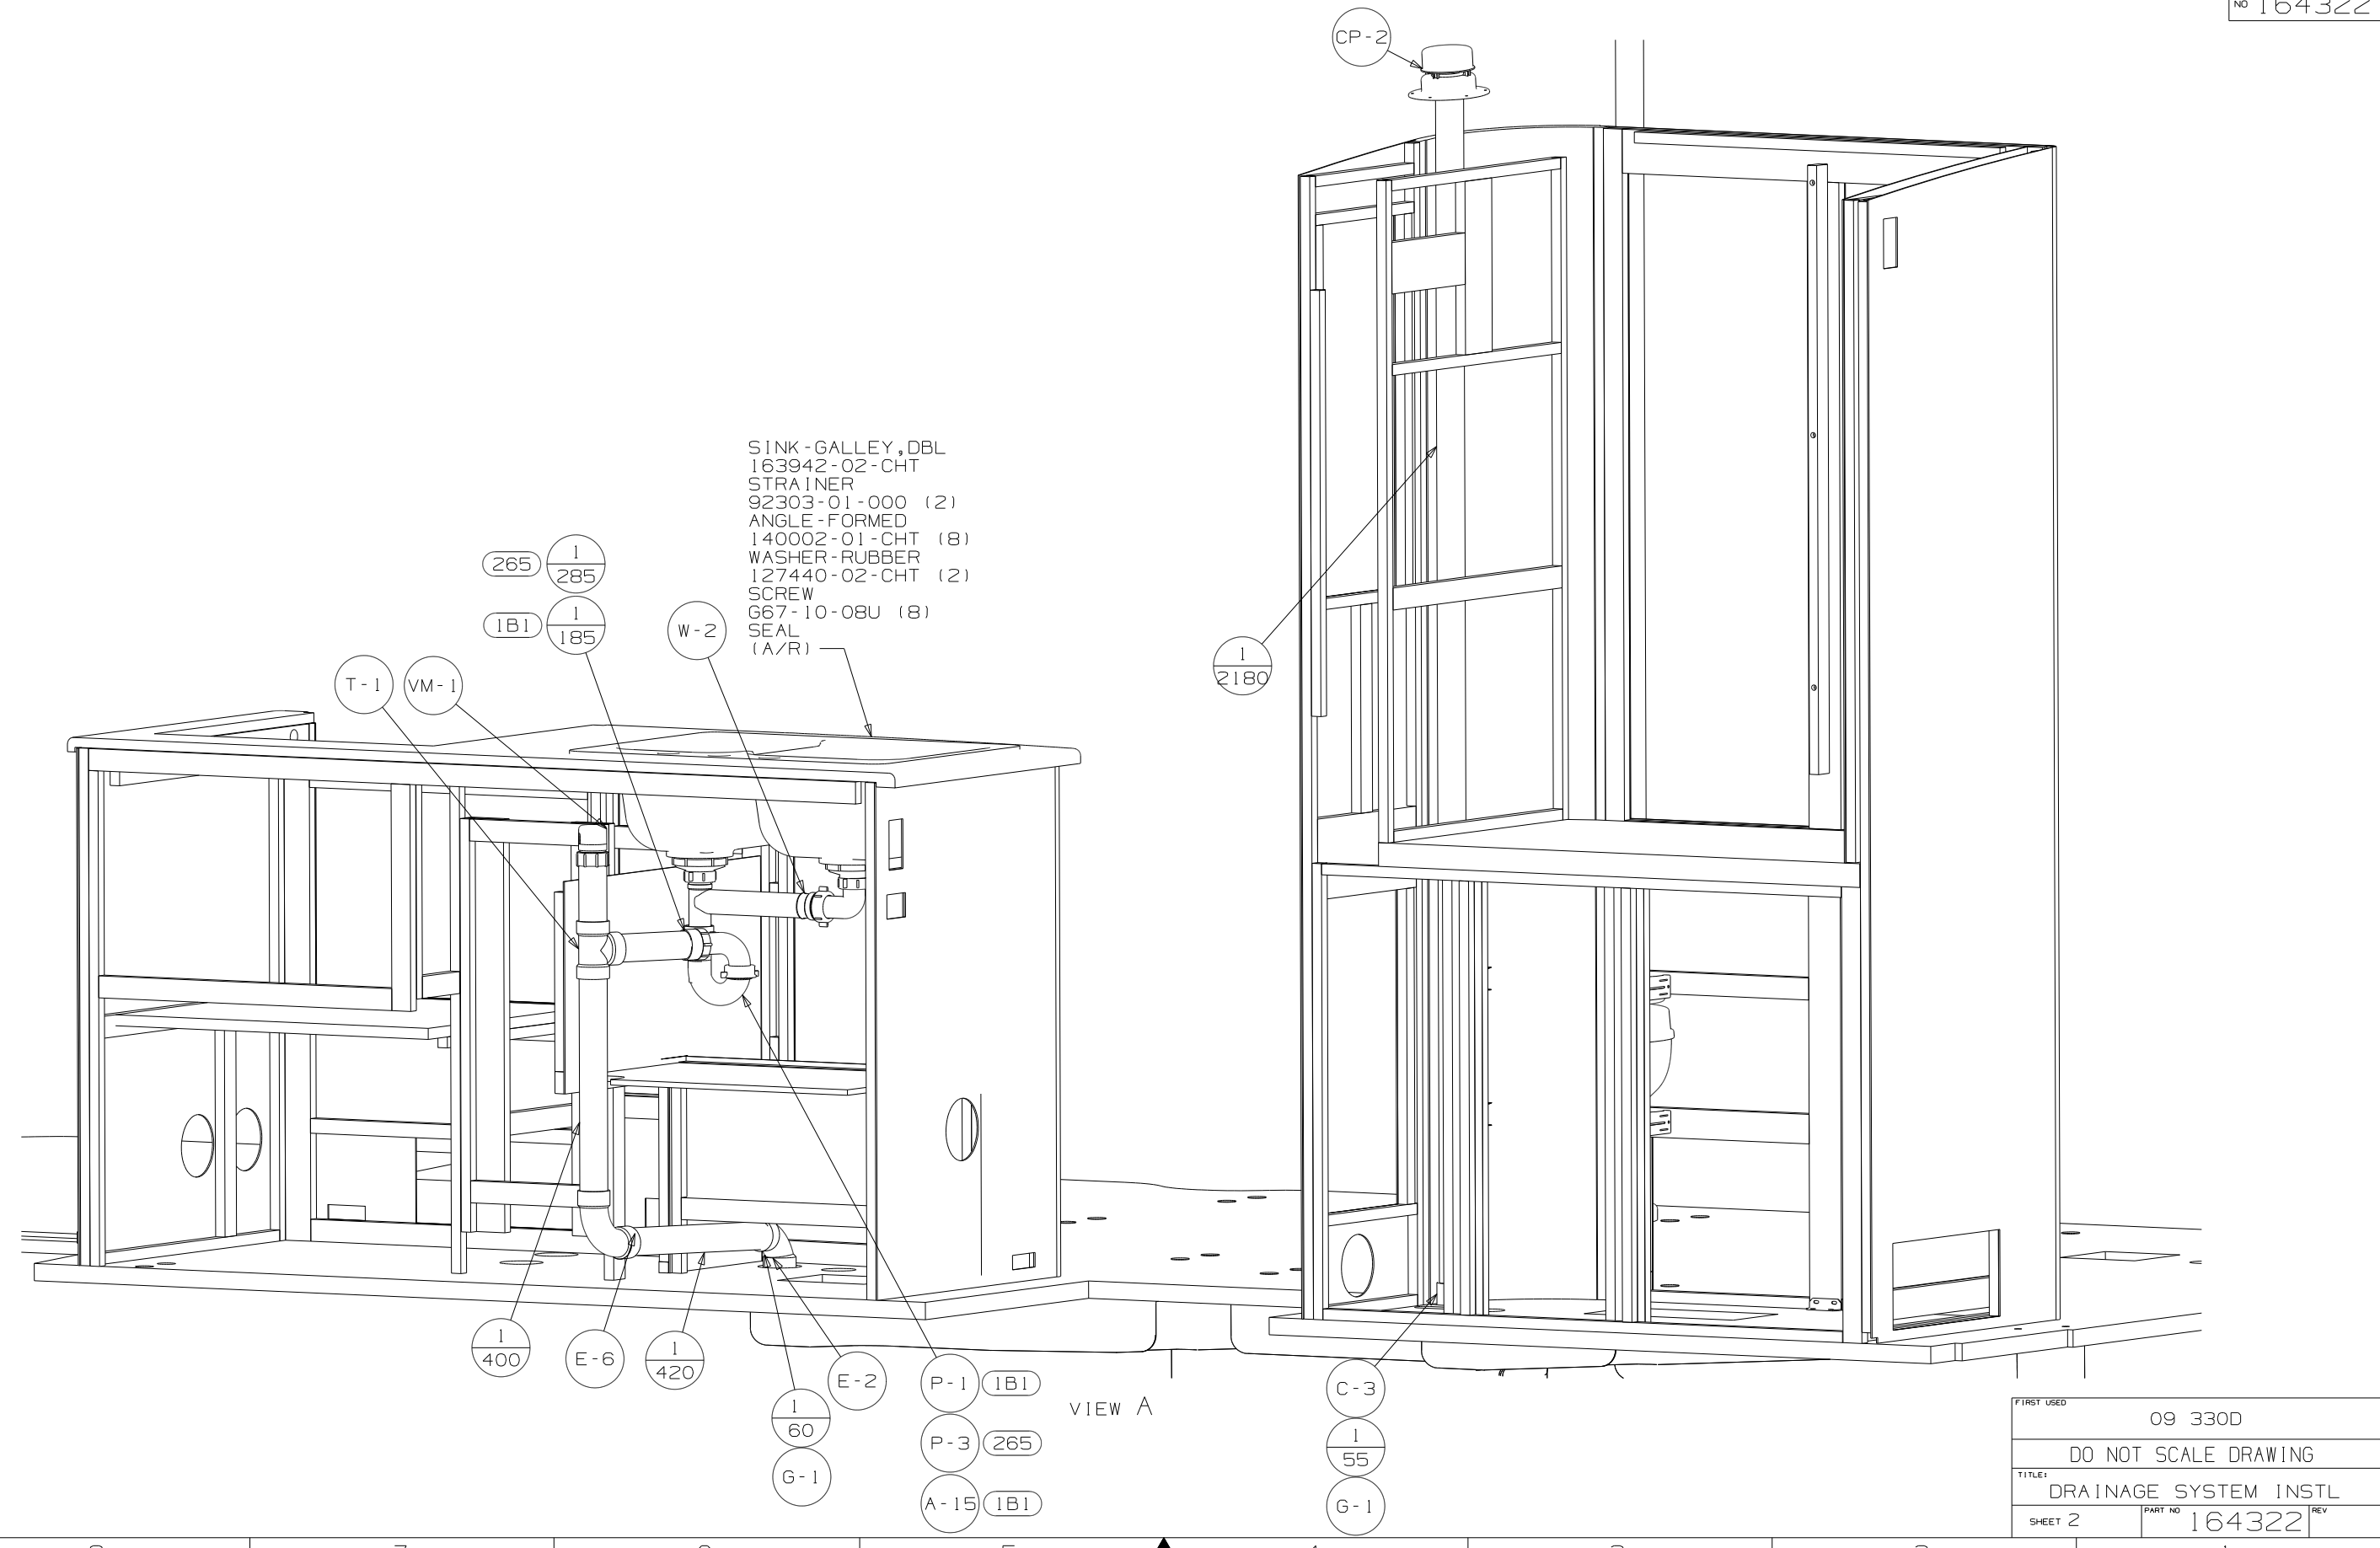 NO 164322
CP-2
SINK-GALLEY,DBL
163942-02-CHT
STRAINER
92303-01-000 (2)
ANGLE-FORMED
140002-01-CHT (8)
WASHER-RUBBER
127440-02-CHT (2)
SCREW
G67-10-08U (8)
SEAL
(A/R)
265 1
285
1B1 1
185
W-2
T-1 VM-1
1
2180
1
400
E-6
1
420
1
60
G-1
E-2
P-1 1B1
P-3 265
A-15 1B1
VIEW A
C-3
1
55
G-1
FIRST USED
09 330D
DO NOT SCALE DRAWING
TITLE:
DRAINAGE SYSTEM INSTL
SHEET 2 PART NO 164322 REV